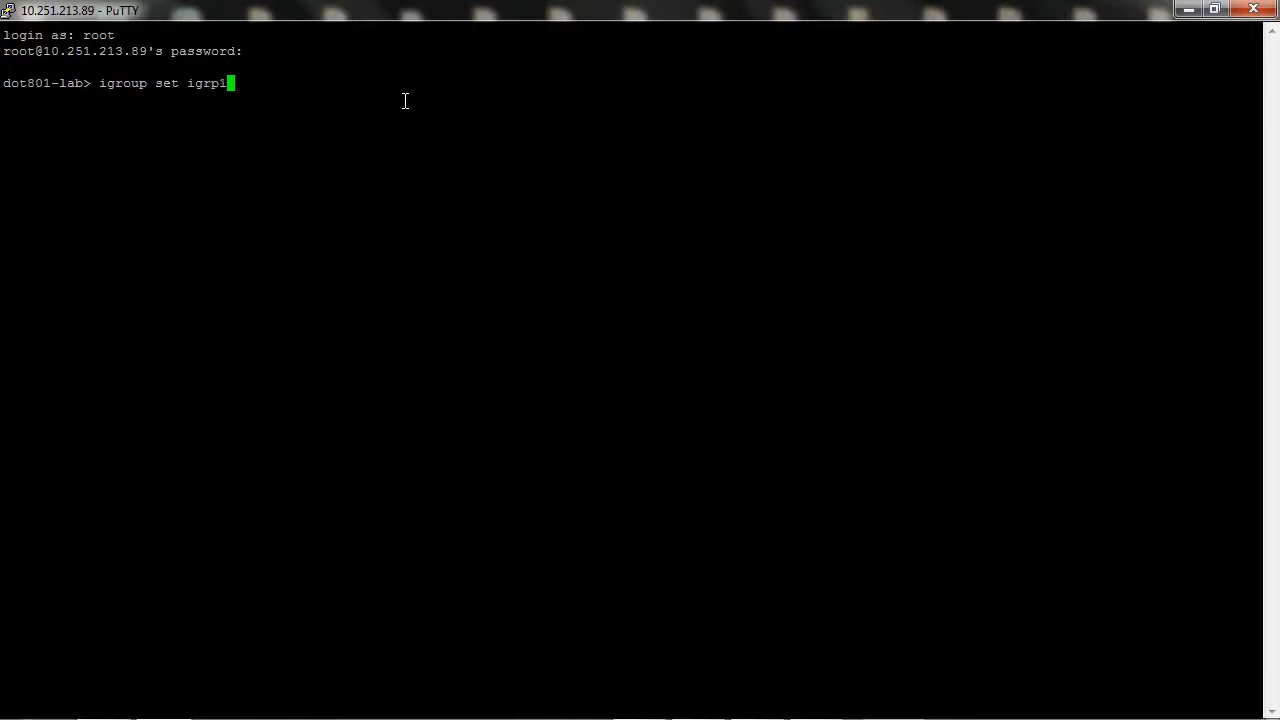 10.251.213.89 - PuTTY
login as: root
root@10.251.213.89's password:
dot801-lab> igroup set igrp1